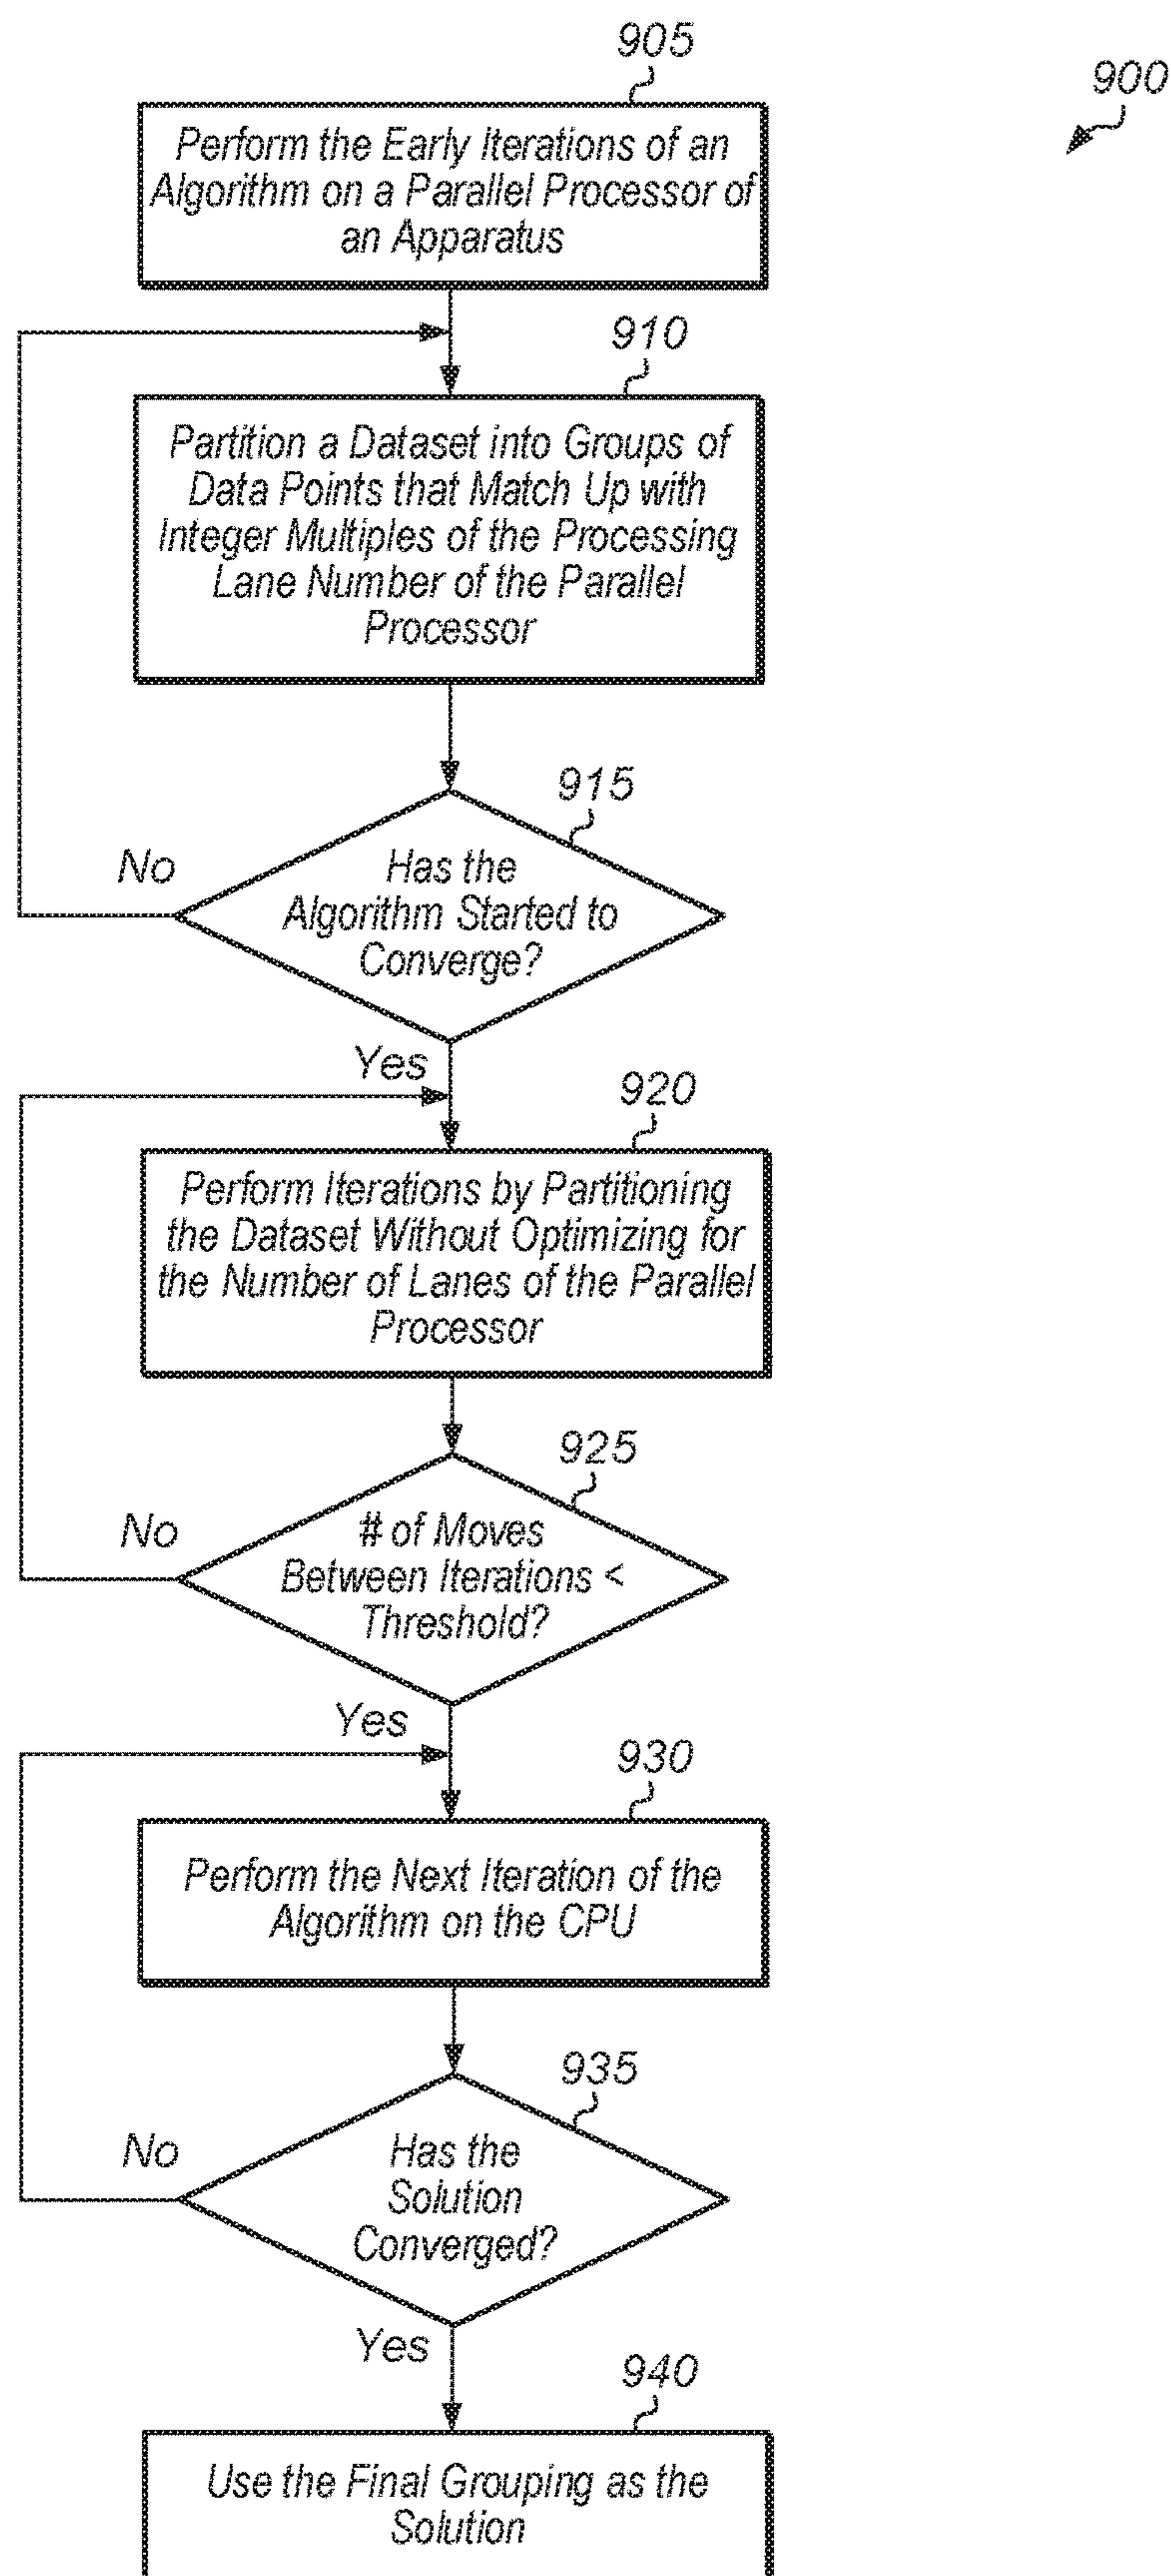 905
900
Perform the Early Iterations of an
Algorithm on a Parallel Processor of
an Apparatus
910
Partition a Dataset into Groups of
Data Points that Match Up with
Integer Multiples of the Processing
Lane Number of the Parallel
Processor
915
No
Has the
Algorithm Started to
Converge?
Yes
920
Perform Iterations by Partitioning
the Dataset Without Optimizing for
the Number of Lanes of the Parallel
Processor
925
No
# of Moves
Between Iterations <
Threshold?
Yes
930
Perform the Next Iteration of the
Algorithm on the CPU
935
No
Has the
Solution
Converged?
Yes
940
Use the Final Grouping as the
Solution